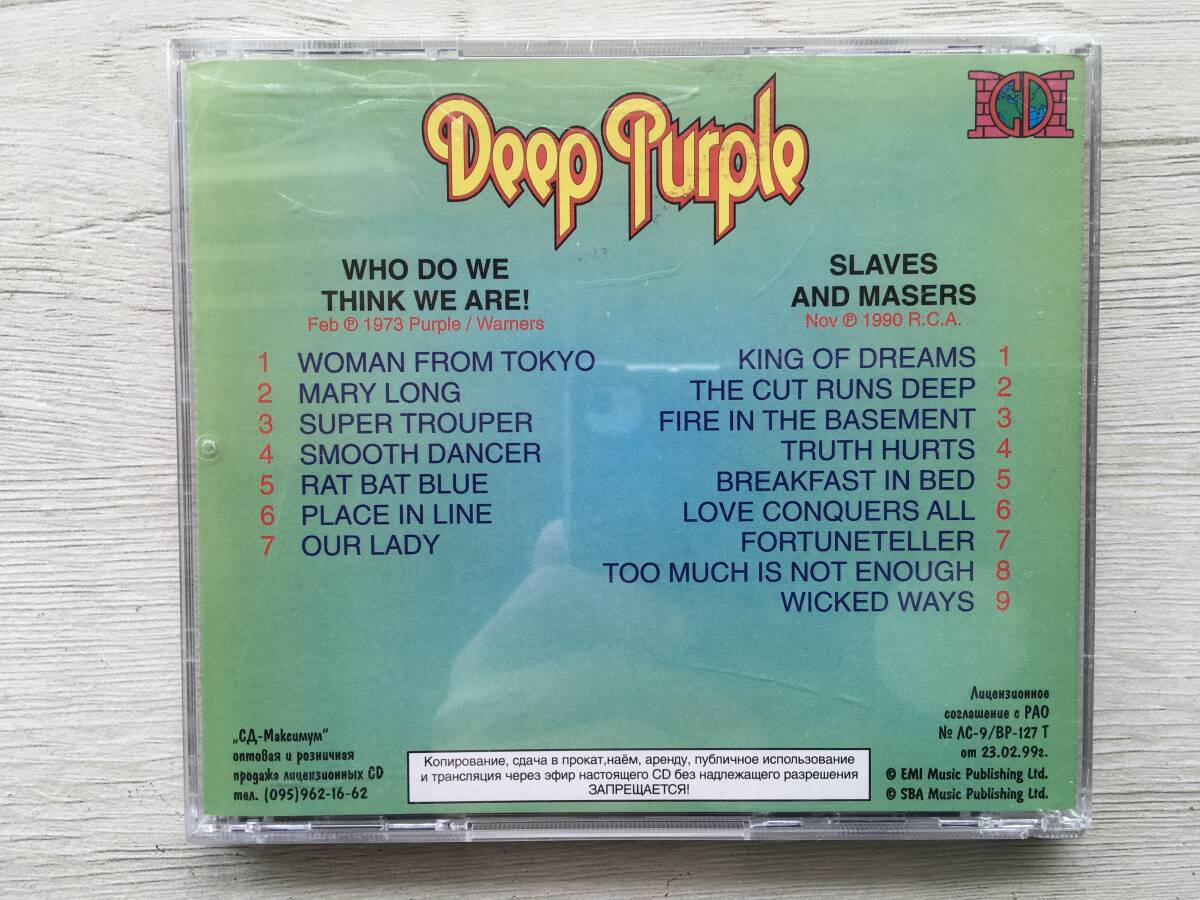 Deep Purple
CD
WHO DO WE
THINK WE ARE!
Feb ℗ 1973 Purple / Warners
1 WOMAN FROM TOKYO
2 MARY LONG
3 SUPER TROUPER
4 SMOOTH DANCER
5 RAT BAT BLUE
6 PLACE IN LINE
7 OUR LADY
SLAVES
AND MASERS
Nov ℗ 1990 R.C.A.
KING OF DREAMS 1
THE CUT RUNS DEEP 2
FIRE IN THE BASEMENT 3
TRUTH HURTS 4
BREAKFAST IN BED 5
LOVE CONQUERS ALL 6
FORTUNETELLER 7
TOO MUCH IS NOT ENOUGH 8
WICKED WAYS 9
„СД-Максимум"
оптовая и розничная
продажа лицензионных CD
тел. (095)962-16-62
Копирование, сдача в прокат,наём, аренду, публичное использование
и трансляция через эфир настоящего CD без надлежащего разрешения
ЗАПРЕЩАЕТСЯ!
Лицензионное
соглашение с РАО
№ ЛС-9/ВР-127 Т
от 23.02.99г.
© EMI Music Publishing Ltd.
© SBA Music Publishing Ltd.